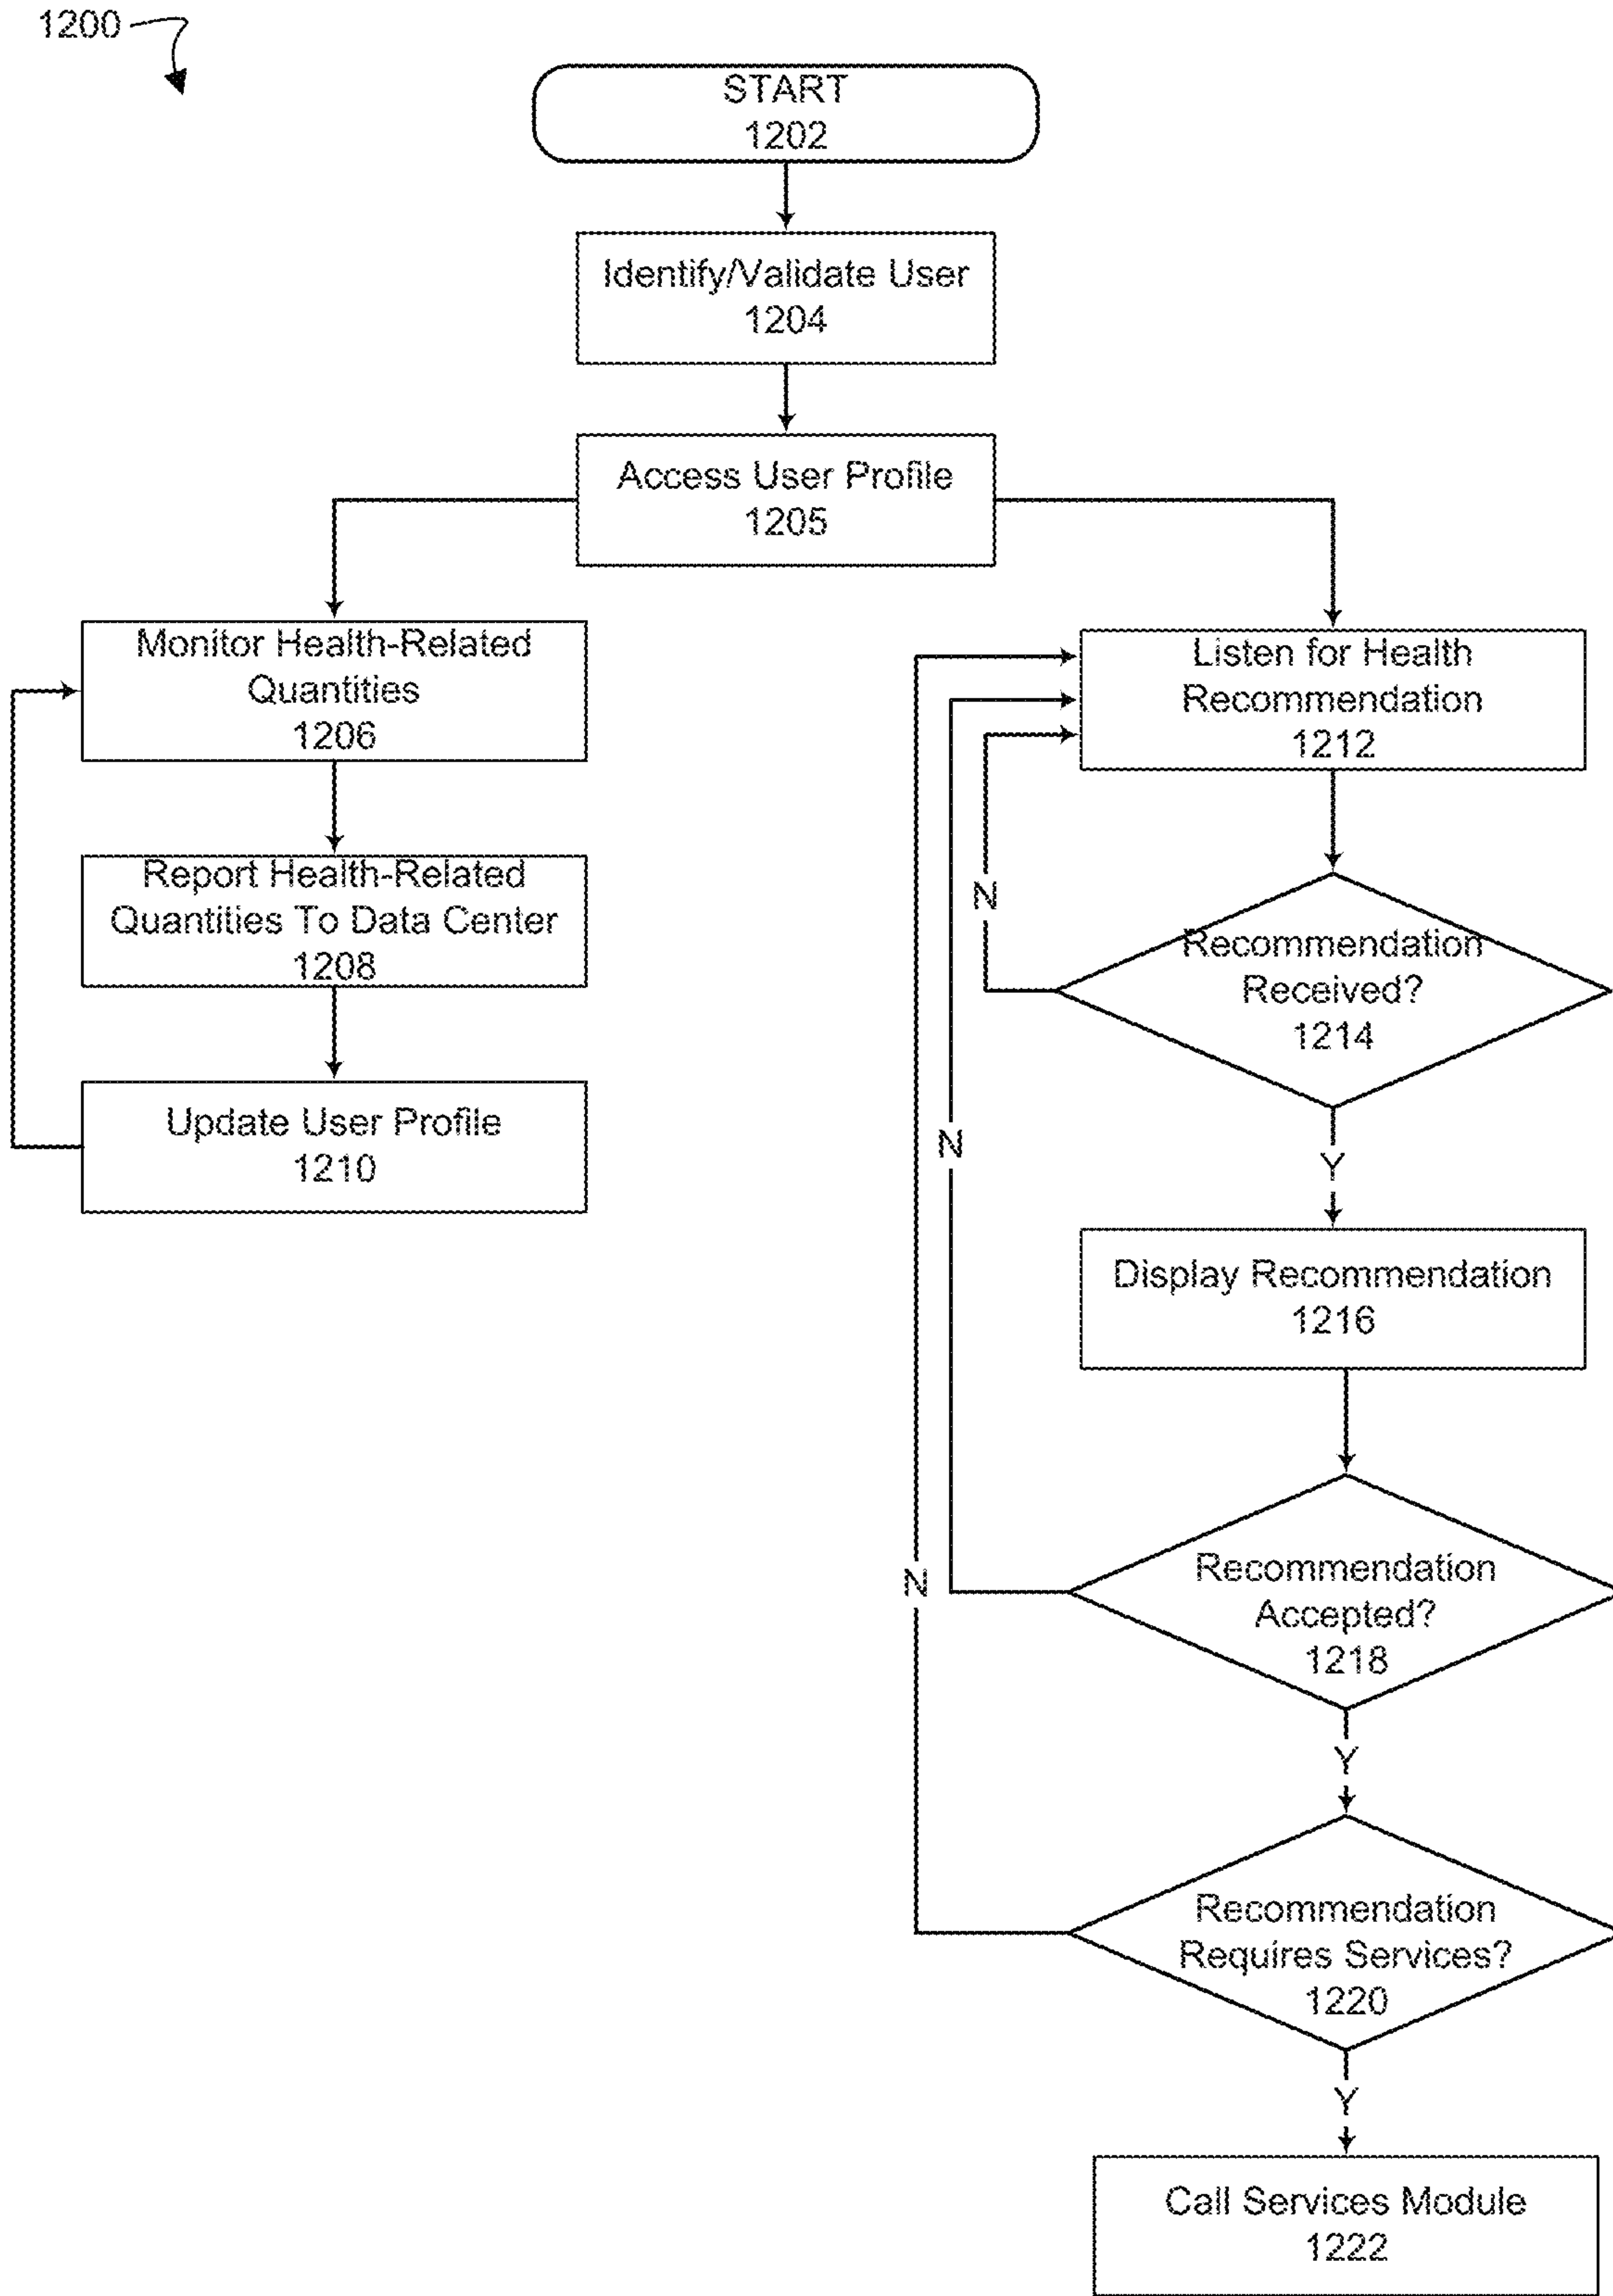 1200
START
1202
Identify/Validate User
1204
Access User Profile
1205
Monitor Health-Related
Quantities
1206
Report Health-Related
Quantities To Data Center
1208
Update User Profile
1210
Listen for Health
Recommendation
1212
N
Recommendation
Received?
1214
Y
N
Display Recommendation
1216
N
Recommendation
Accepted?
1218
Y
Recommendation
Requires Services?
1220
Y
Call Services Module
1222